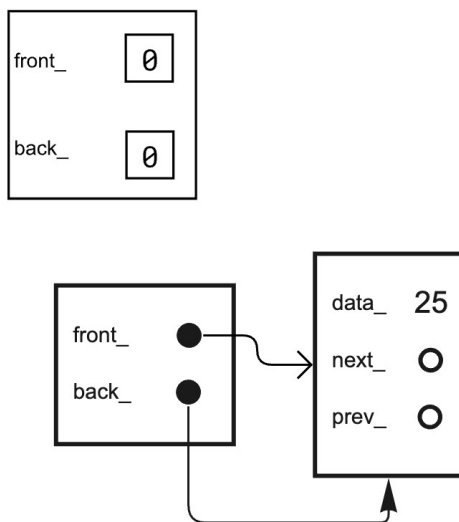 front_ 0
back_ 0
data_ 25
front_
next_
back_
prev_